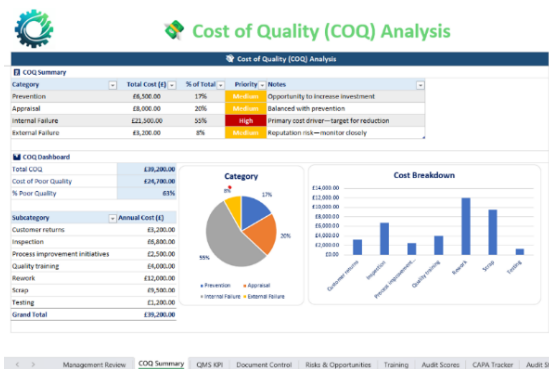 Cost of Quality (COQ) Analysis
Cost of Quality (COQ) Analysis
COQ Summary
Category Total Cost (£) % of Total Priority Notes
Prevention £6,500.00 17% Medium Opportunity to increase investment
Appraisal £8,000.00 20% Medium Balanced with prevention
Internal Failure £21,500.00 55% High Primary cost driver—target for reduction
External Failure £3,200.00 8% Medium Reputation risk—monitor closely
COQ Dashboard
Total COQ £39,200.00
Cost of Poor Quality £24,700.00
% Poor Quality 63%
Subcategory Annual Cost (£)
Customer returns £3,200.00
Inspection £6,800.00
Process improvement initiatives £2,500.00
Quality training £4,000.00
Rework £12,000.00
Scrap £9,500.00
Testing £1,200.00
Grand Total £39,200.00
Category
8%
17%
20%
55%
Prevention Appraisal
Internal Failure External Failure
Cost Breakdown
£14,000.00
£12,000.00
£10,000.00
£8,000.00
£6,000.00
£4,000.00
£2,000.00
£0.00
Customer returns
Inspection
Process improvement...
Quality training
Rework
Scrap
Testing
Management Review COQ Summary QMS KPI Document Control Risks & Opportunities Training Audit Scores CAPA Tracker Audit S